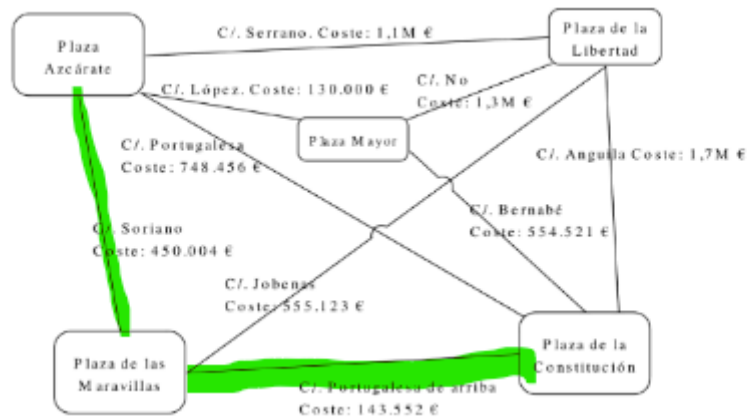 C/. Serrano. Coste: 1,1M €
Plaza de la
Libertad
Plaza
Azcárate
C/. López. Coste: 130.000 €
C/. No
Coste: 1,3M €
Plaza Mayor
C/. Portugalesa
Coste: 748.456 €
C/. Anguila Coste: 1,7M €
C/. Bernabé
Coste: 554.521 €
C/. Soriano
Coste: 450.004 €
C/. Jobenas
Coste: 555.123 €
Plaza de las
Maravillas
Plaza de la
Constitución
C/. Portugalesa de arriba
Coste: 143.552 €